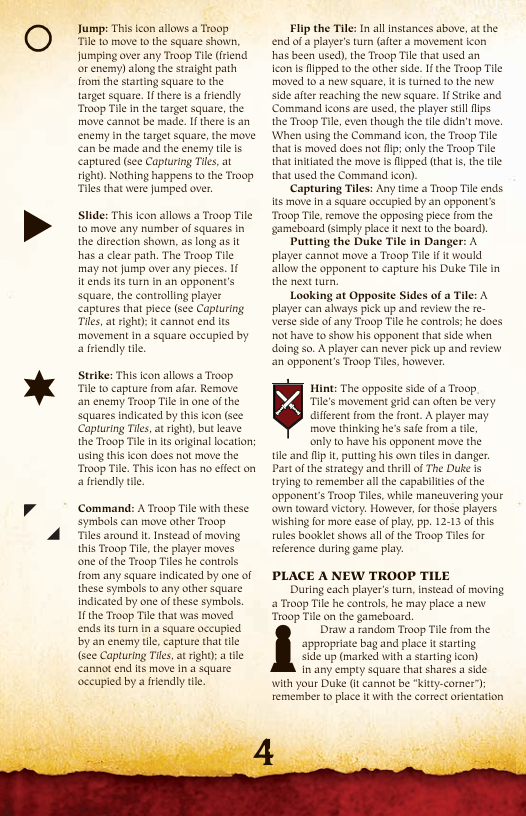 Jump: This icon allows a Troop
Tile to move to the square shown,
jumping over any Troop Tile (friend
or enemy) along the straight path
from the starting square to the
target square. If there is a friendly
Troop Tile in the target square, the
move cannot be made. If there is an
enemy in the target square, the move
can be made and the enemy tile is
captured (see Capturing Tiles, at
right). Nothing happens to the Troop
Tiles that were jumped over.
Slide: This icon allows a Troop Tile
to move any number of squares in
the direction shown, as long as it
has a clear path. The Troop Tile
may not jump over any pieces. If
it ends its turn in an opponent's
square, the controlling player
captures that piece (see Capturing
Tiles, at right); it cannot end its
movement in a square occupied by
a friendly tile.
Strike: This icon allows a Troop
Tile to capture from afar. Remove
an enemy Troop Tile in one of the
squares indicated by this icon (see
Capturing Tiles, at right), but leave
the Troop Tile in its original location;
using this icon does not move the
Troop Tile. This icon has no effect on
a friendly tile.
Command: A Troop Tile with these
symbols can move other Troop
Tiles around it. Instead of moving
this Troop Tile, the player moves
one of the Troop Tiles he controls
from any square indicated by one of
these symbols to any other square
indicated by one of these symbols.
If the Troop Tile that was moved
ends its turn in a square occupied
by an enemy tile, capture that tile
(see Capturing Tiles, at right); a tile
cannot end its move in a square
occupied by a friendly tile.
Flip the Tile: In all instances above, at the
end of a player's turn (after a movement icon
has been used), the Troop Tile that used an
icon is flipped to the other side. If the Troop Tile
moved to a new square, it is turned to the new
side after reaching the new square. If Strike and
Command icons are used, the player still flips
the Troop Tile, even though the tile didn't move.
When using the Command icon, the Troop Tile
that is moved does not flip; only the Troop Tile
that initiated the move is flipped (that is, the tile
that used the Command icon).
Capturing Tiles: Any time a Troop Tile ends
its move in a square occupied by an opponent's
Troop Tile, remove the opposing piece from the
gameboard (simply place it next to the board).
Putting the Duke Tile in Danger: A
player cannot move a Troop Tile if it would
allow the opponent to capture his Duke Tile in
the next turn.
Looking at Opposite Sides of a Tile: A
player can always pick up and review the re-
verse side of any Troop Tile he controls; he does
not have to show his opponent that side when
doing so. A player can never pick up and review
an opponent's Troop Tiles, however.
Hint: The opposite side of a Troop
Tile's movement grid can often be very
different from the front. A player may
move thinking he's safe from a tile,
only to have his opponent move the
tile and flip it, putting his own tiles in danger.
Part of the strategy and thrill of The Duke is
trying to remember all the capabilities of the
opponent's Troop Tiles, while maneuvering your
own toward victory. However, for those players
wishing for more ease of play, pp. 12-13 of this
rules booklet shows all of the Troop Tiles for
reference during game play.
PLACE A NEW TROOP TILE
During each player's turn, instead of moving
a Troop Tile he controls, he may place a new
Troop Tile on the gameboard.
Draw a random Troop Tile from the
appropriate bag and place it starting
side up (marked with a starting icon)
in any empty square that shares a side
with your Duke (it cannot be "kitty-corner");
remember to place it with the correct orientation
4